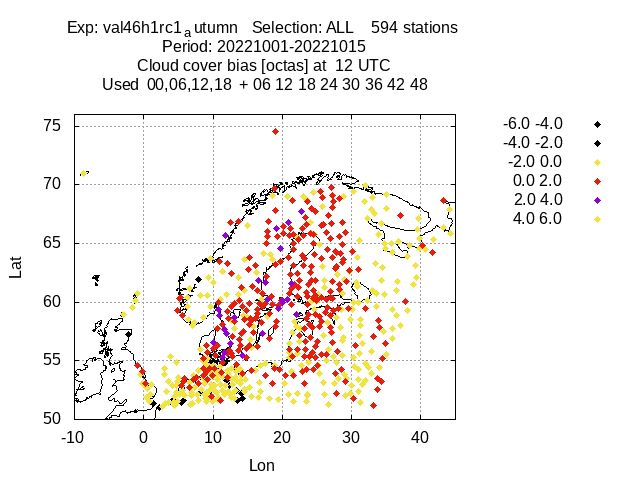 Exp: val46h1rc1autumn Selection: ALL 594 stations
Period: 20221001-20221015
Cloud cover bias [octas] at 12 UTC
Used 00,06,12,18 + 06 12 18 24 30 36 42 48
75
70
65
60
55
50
-10 0 10 20 30 40
Lat
Lon
-6.0 -4.0
-4.0 -2.0
-2.0 0.0
0.0 2.0
2.0 4.0
4.0 6.0